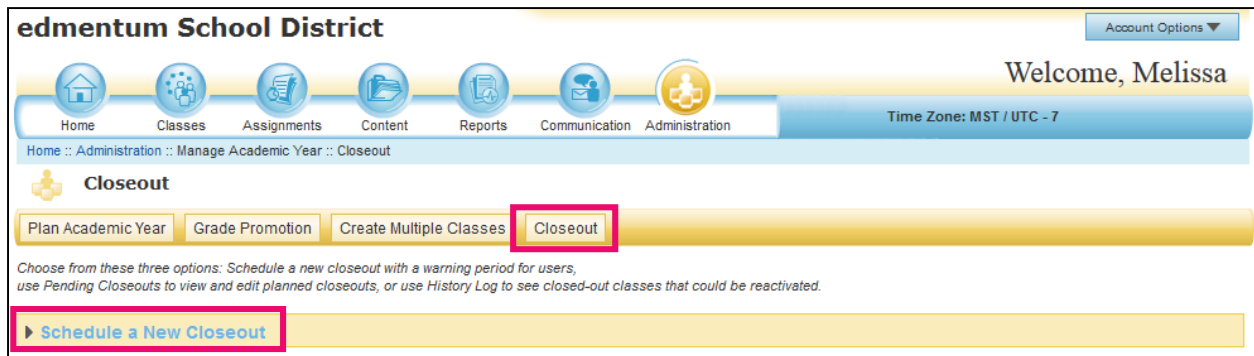 edmentum School District
Account Options
Welcome, Melissa
Home Classes Assignments Content Reports Communication Administration
Time Zone: MST / UTC - 7
Home :: Administration :: Manage Academic Year :: Closeout
Closeout
Plan Academic Year Grade Promotion Create Multiple Classes Closeout
Choose from these three options: Schedule a new closeout with a warning period for users,
use Pending Closeouts to view and edit planned closeouts, or use History Log to see closed-out classes that could be reactivated.
Schedule a New Closeout